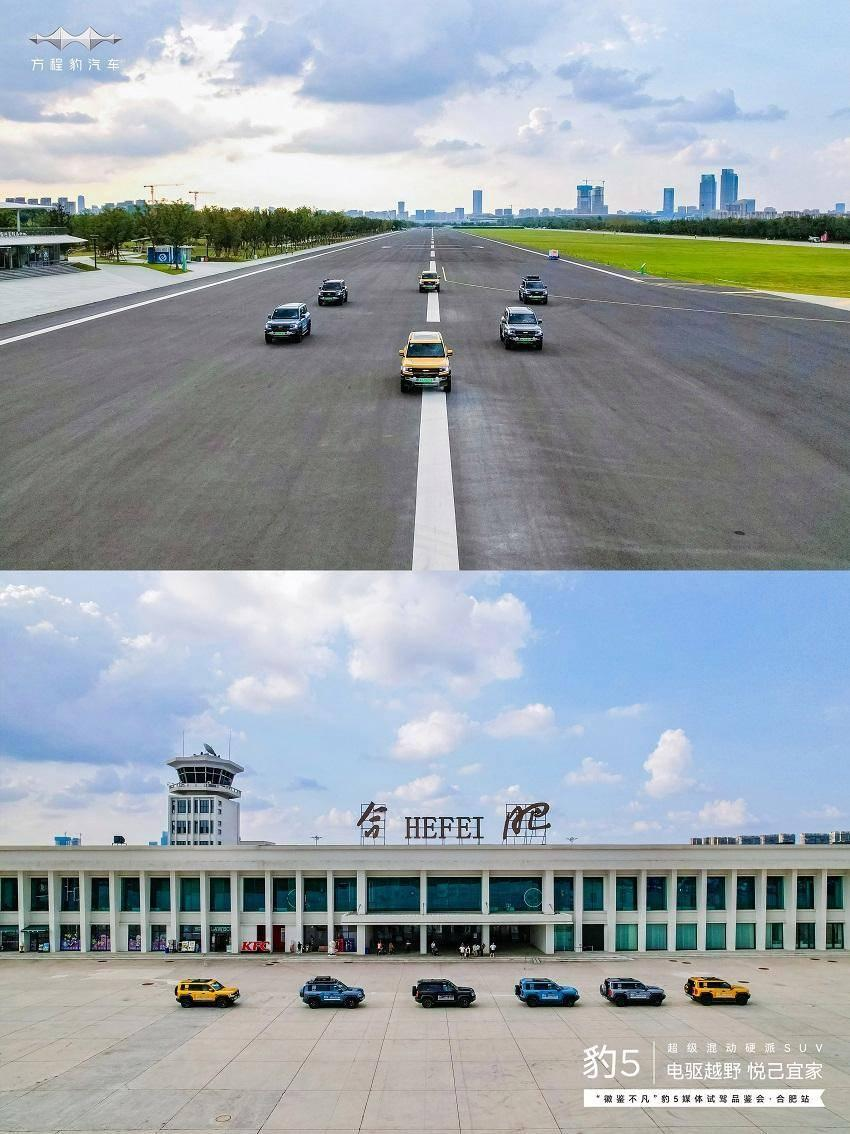 方程豹汽车
合 HEFEI 肥
KFC
豹5
超级混动硬派SUV
电驱越野 悦己宜家
“徽鉴不凡”豹5媒体试驾品鉴会·合肥站